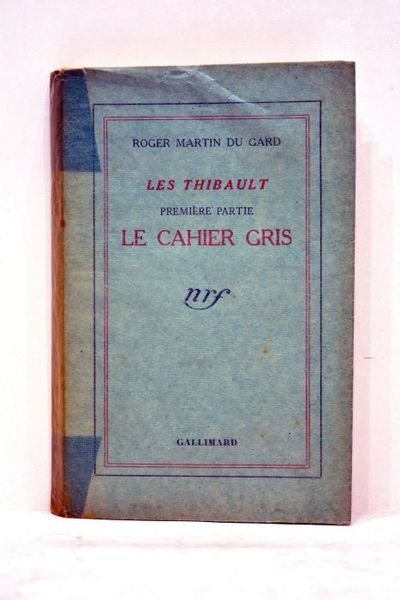 ROGER MARTIN DU GARD
LES THIBAULT
PREMIÈRE PARTIE
LE CAHIER GRIS
nrf
GALLIMARD